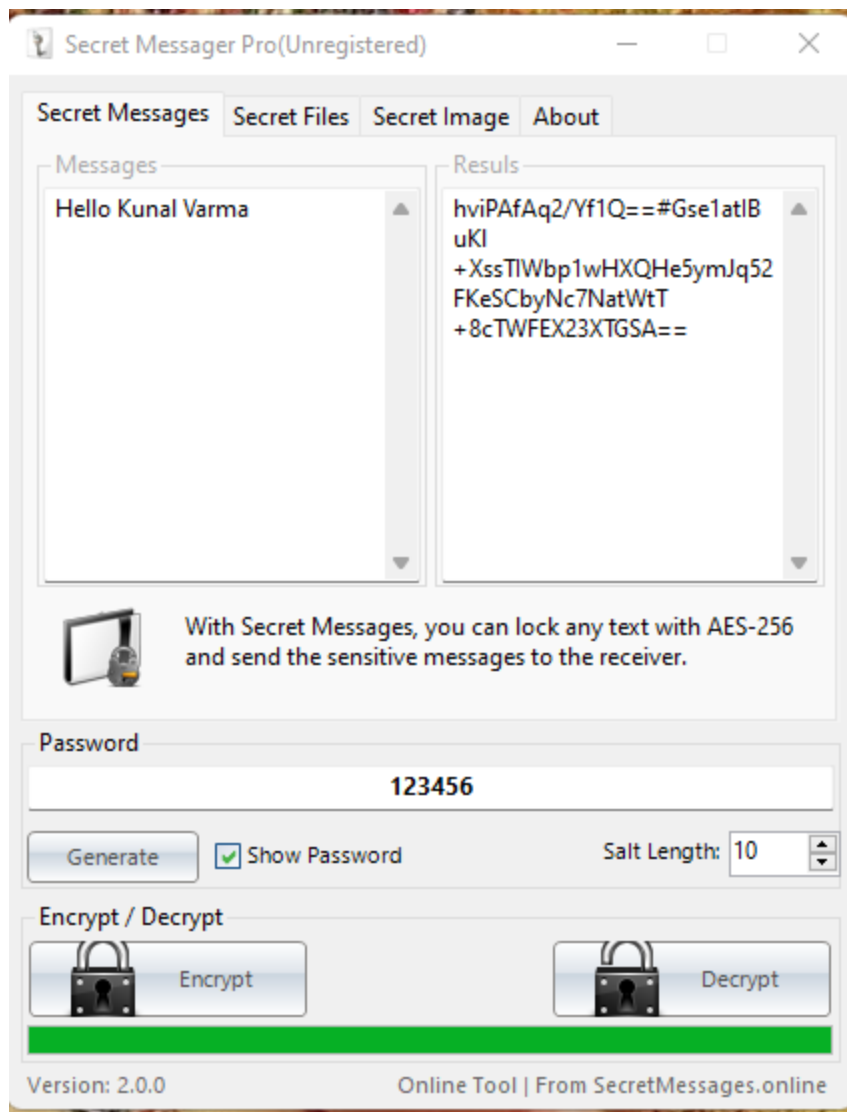 Secret Messager Pro(Unregistered)
Secret Messages Secret Files Secret Image About
Messages
Hello Kunal Varma
Resuls
hviPAfAq2/Yf1Q==#Gse1atlB
uKI
+XssTlWbp1wHXQHe5ymJq52
FKeSCbyNc7NatWtT
+8cTWFEX23XTGSA==
With Secret Messages, you can lock any text with AES-256
and send the sensitive messages to the receiver.
Password
123456
Generate Show Password Salt Length: 10
Encrypt / Decrypt
Encrypt Decrypt
Version: 2.0.0 Online Tool | From SecretMessages.online